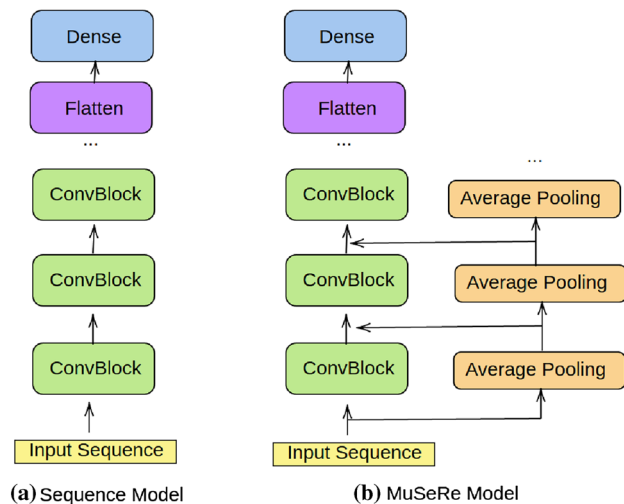 Dense
Flatten
...
ConvBlock
ConvBlock
ConvBlock
Input Sequence
(a) Sequence Model
Dense
Flatten
...
ConvBlock
ConvBlock
ConvBlock
Input Sequence
...
Average Pooling
Average Pooling
Average Pooling
(b) MuSeRe Model